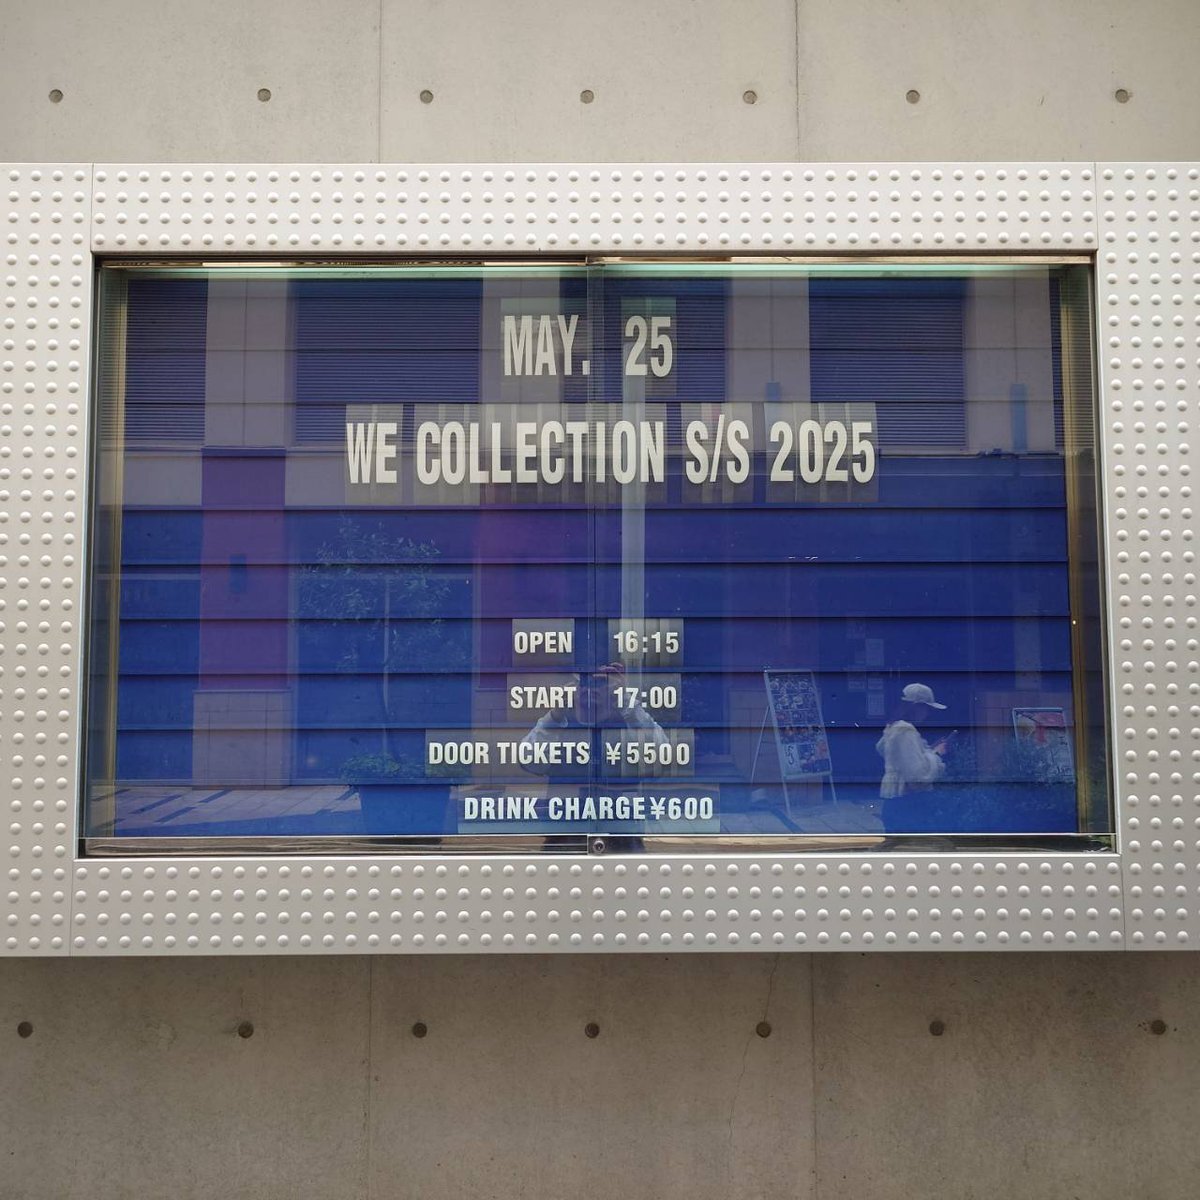 MAY. 25
WE COLLECTION S/S 2025
OPEN 16:15
START 17:00
DOOR TICKETS ¥5500
DRINK CHARGE¥600